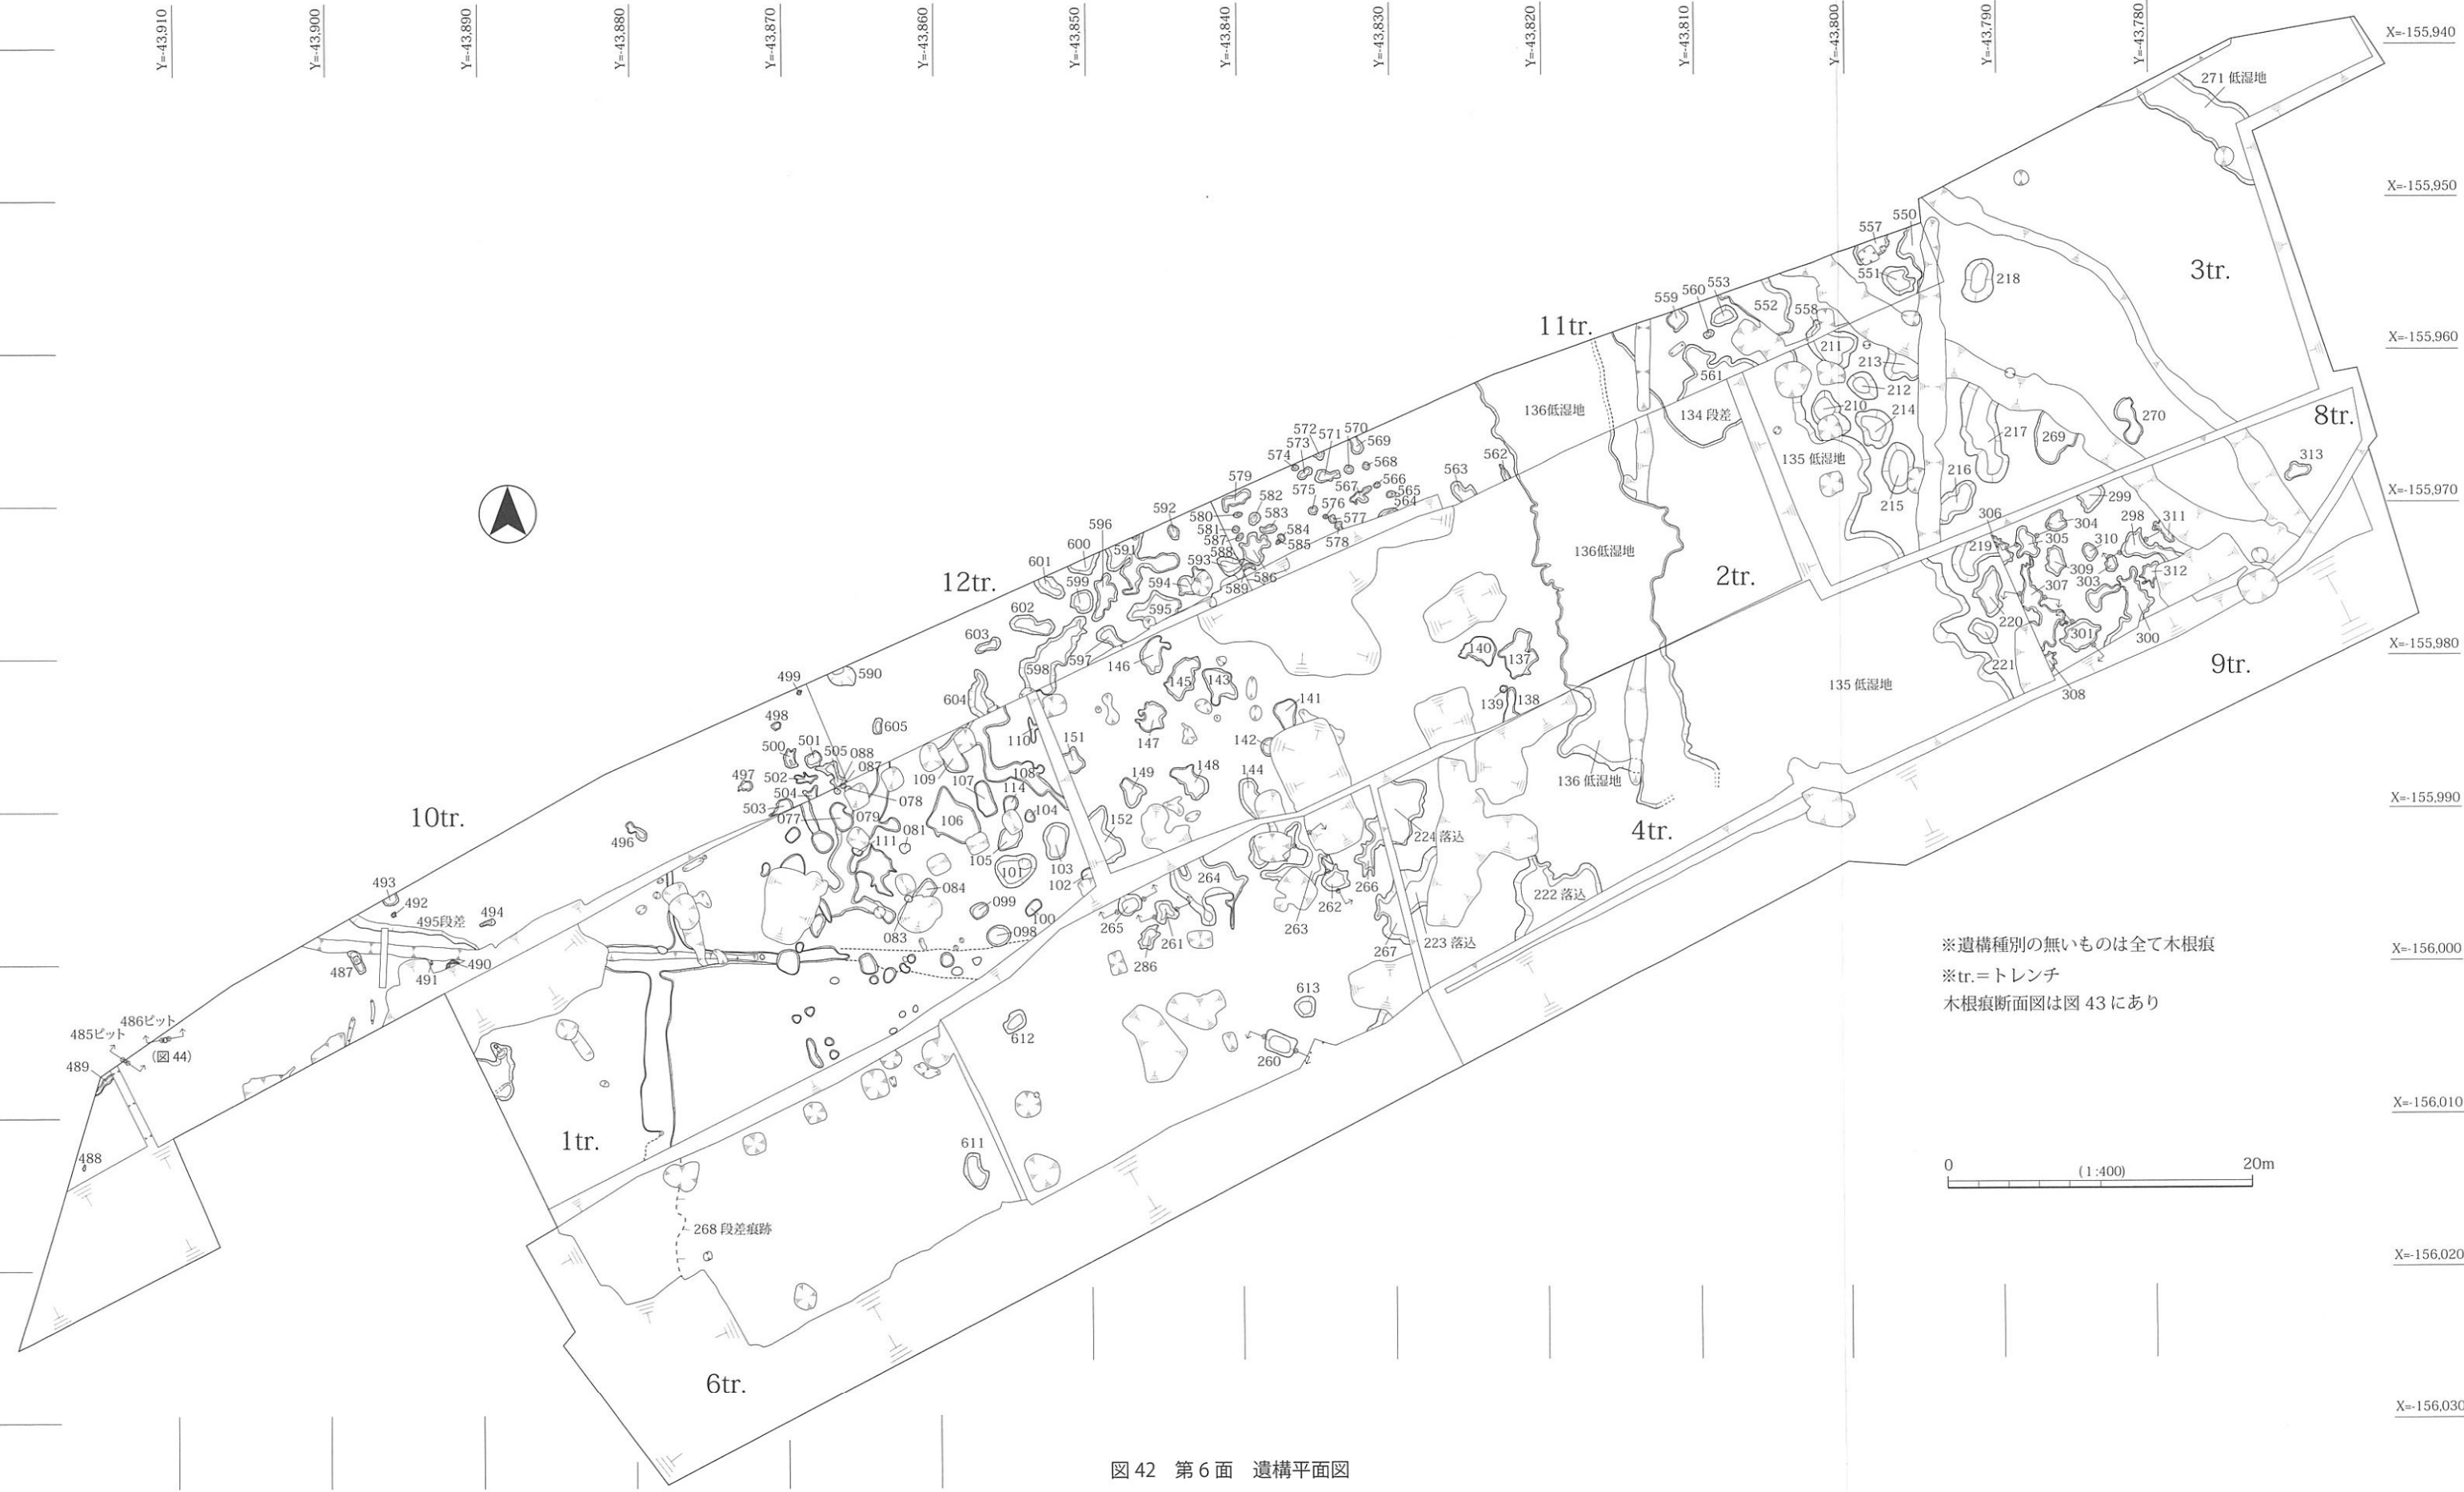 Y=-43,910
Y=-43,900
Y=-43,890
Y=-43,880
Y=-43,870
Y=-43,860
Y=-43,850
Y=-43,840
Y=-43,830
Y=-43,820
Y=-43,810
Y=-43,800
Y=-43,790
Y=-43,780
X=-155,940
271 低湿地
X=-155,950
550
557
551
218
3tr.
553
560
559
552
558
11tr.
211
213
X=-155,960
561
212
136低湿地
134 段差
210
214
270
8tr.
572
571
570
569
573
574
568
217
269
135 低湿地
562
563
313
579
566
567
565
575
564
216
215
X=-155,970
582
576
592
580
583
577
299
306
596
581
584
304
298
311
587
585
578
219
305
310
600
591
588
136低湿地
601
593
309
599
594
586
2tr.
307
303
312
12tr.
589
602
595
220
301
300
603
140
137
X=-155,980
597
146
221
9tr.
598
590
145
143
499
135 低湿地
308
604
139
138
141
498
605
110
147
142
151
501
505
088
500
087
109
107
108
149
148
144
136 低湿地
497
502
504
078
114
104
503
077
079
106
152
X=-155,990
10tr.
081
111
105
224 落込
4tr.
496
103
101
102
264
266
222 落込
493
084
262
492
495段差
494
099
100
265
263
083
098
261
267
223 落込
※遺構種別の無いものは全て木根痕
X=-156,000
487
490
491
286
※tr.＝トレンチ
613
木根痕断面図は図 43 にあり
486ピット
485ピット
(図 44)
612
260
489
X=-156,010
1tr.
611
488
0
(1:400)
20m
268 段差痕跡
X=-156,020
6tr.
X=-156,030
図 42　第 6 面　遺構平面図